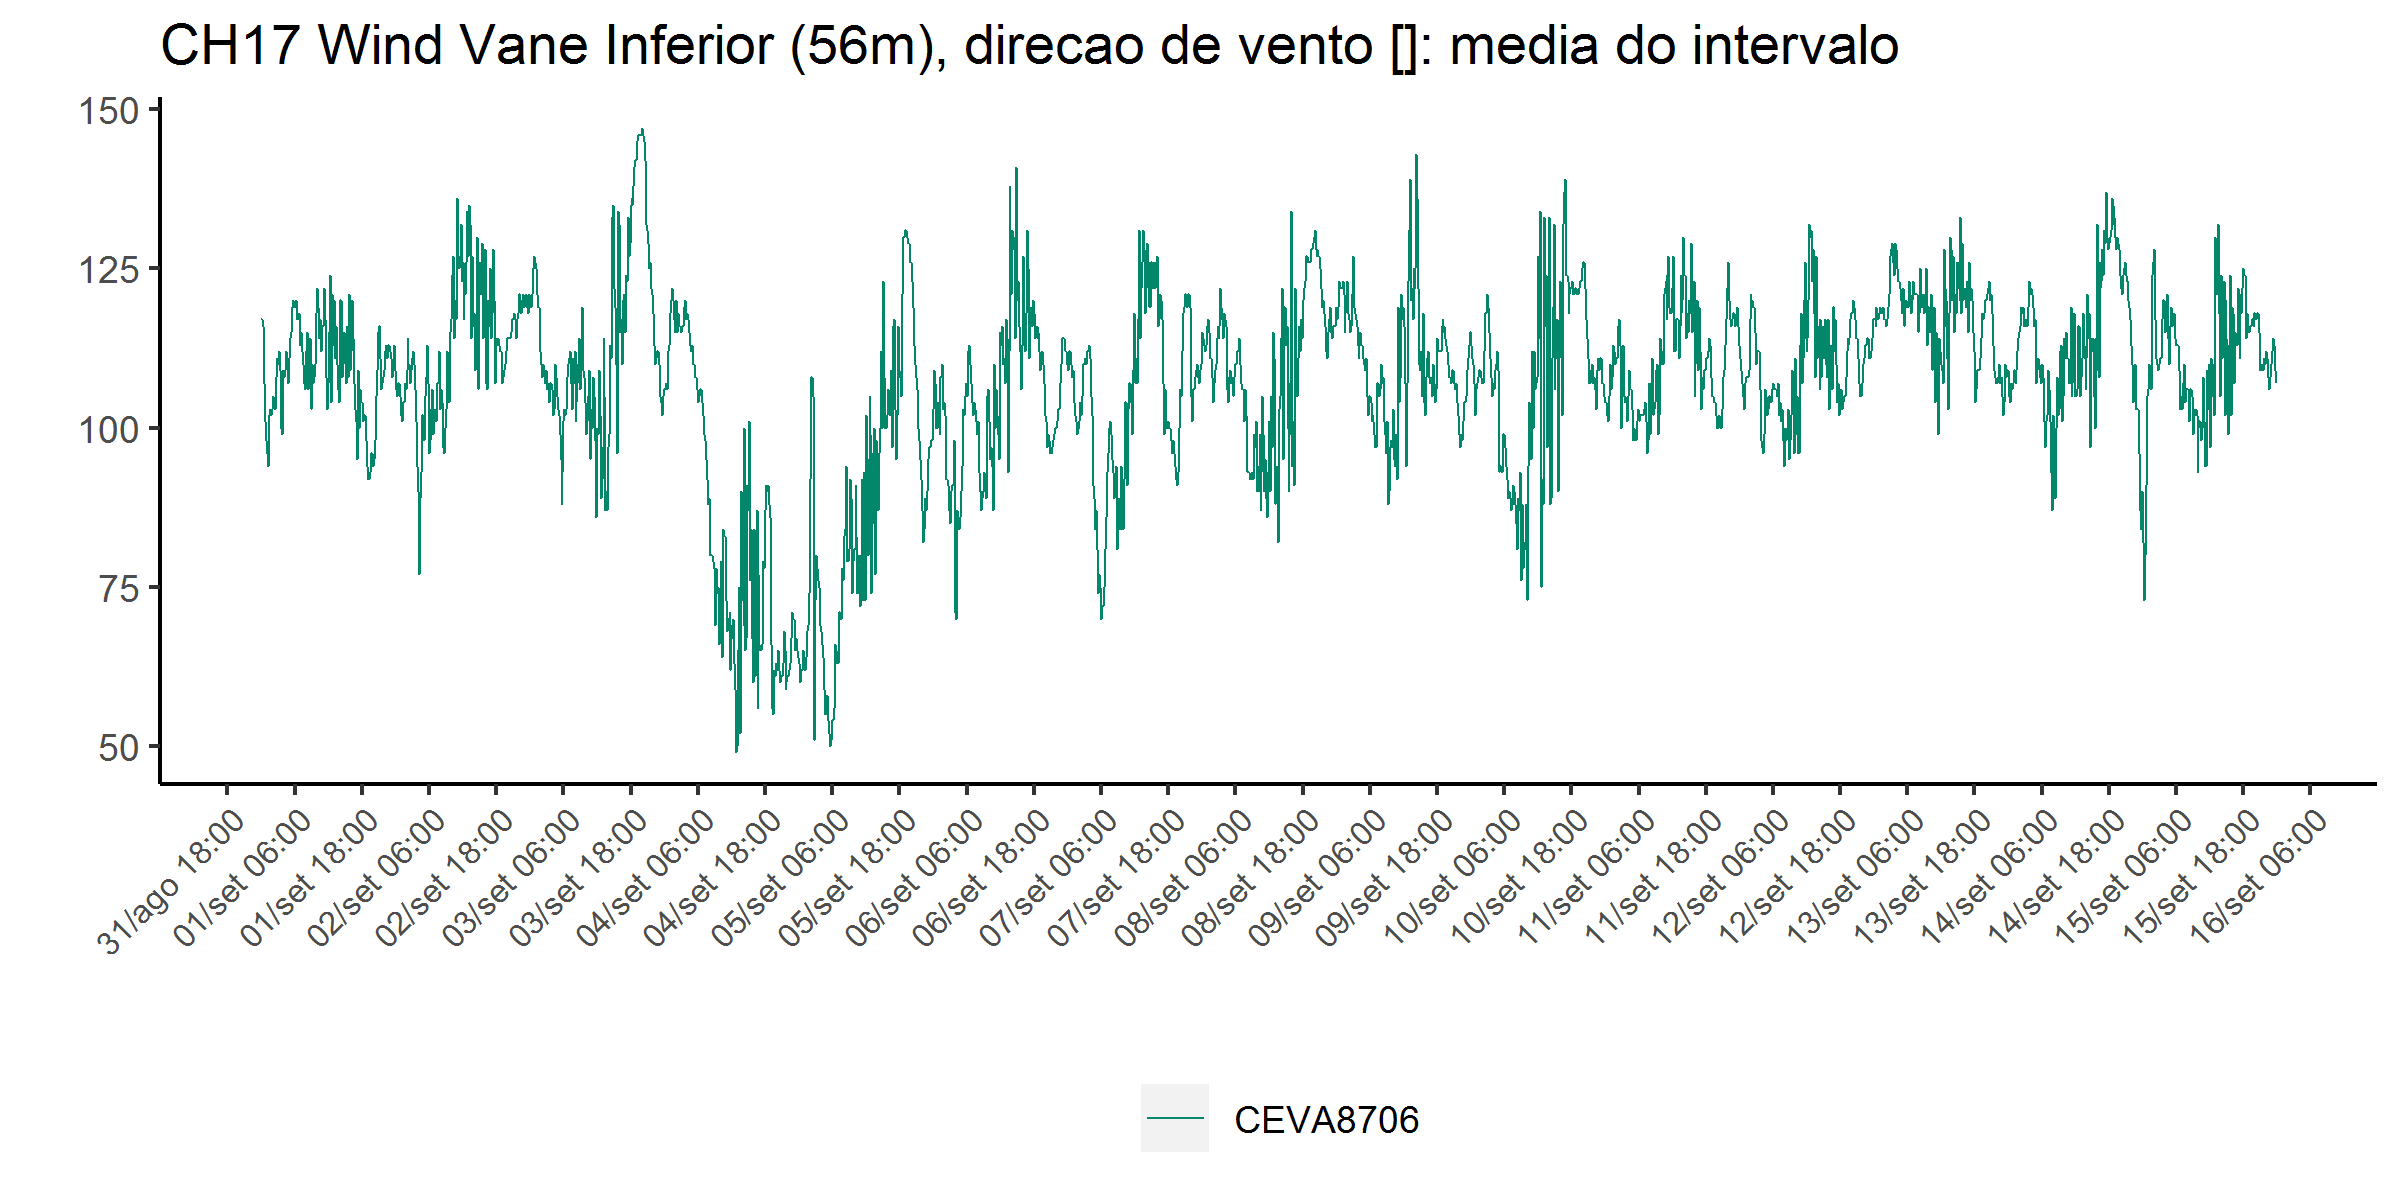 CH17 Wind Vane Inferior (56m), direcao de vento []: media do intervalo
150
125
100
75
50
31/ago 18:00
01/set 06:00
01/set 18:00
02/set 06:00
02/set 18:00
03/set 06:00
03/set 18:00
04/set 06:00
04/set 18:00
05/set 06:00
05/set 18:00
06/set 06:00
06/set 18:00
07/set 06:00
07/set 18:00
08/set 06:00
08/set 18:00
09/set 06:00
09/set 18:00
10/set 06:00
10/set 18:00
11/set 06:00
11/set 18:00
12/set 06:00
12/set 18:00
13/set 06:00
13/set 18:00
14/set 06:00
14/set 18:00
15/set 06:00
15/set 18:00
16/set 06:00
CEVA8706